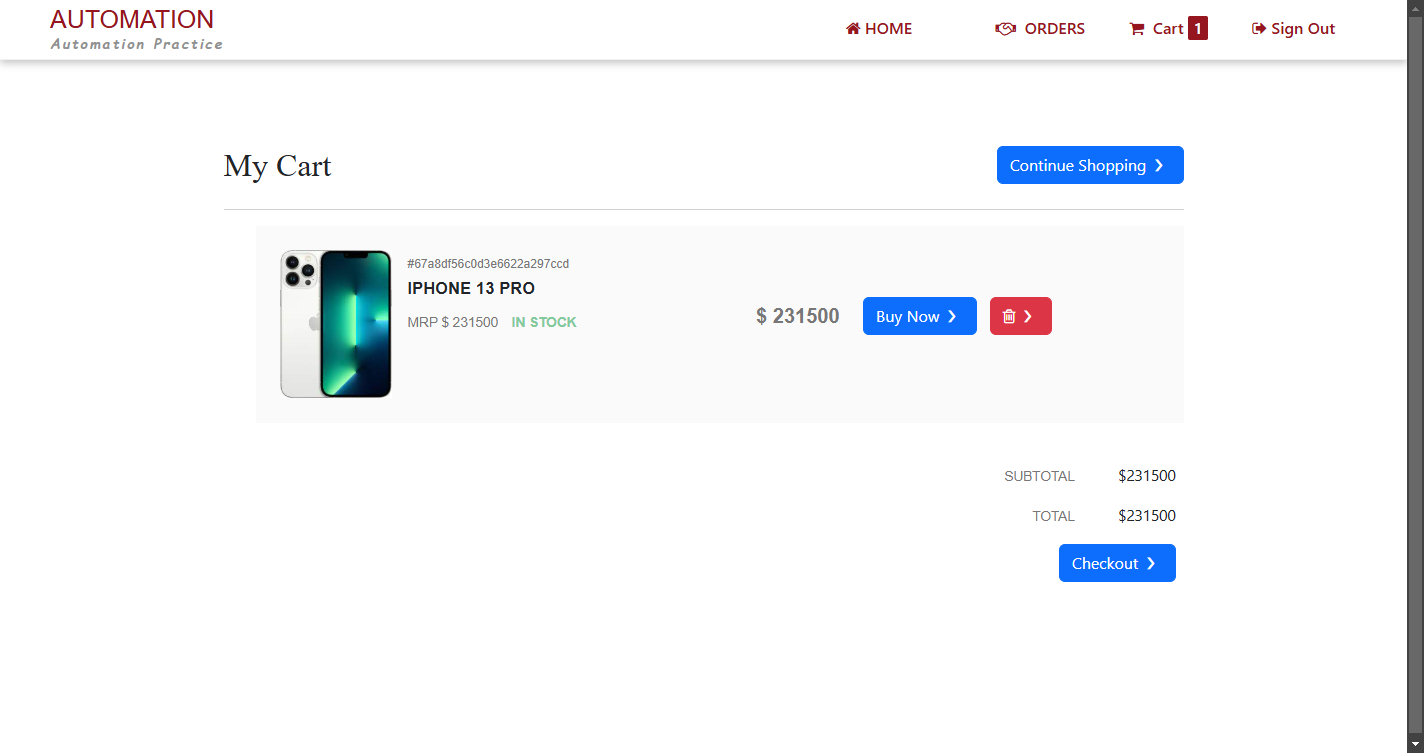 AUTOMATION
Automation Practice
HOME
ORDERS
Cart 1
Sign Out
My Cart
Continue Shopping ❯
#67a8df56c0d3e6622a297ccd
IPHONE 13 PRO
MRP $ 231500 IN STOCK
$ 231500
Buy Now ❯
❯
SUBTOTAL $231500
TOTAL $231500
Checkout ❯